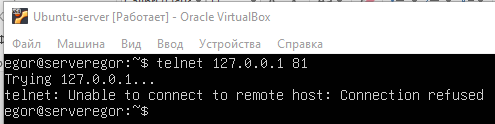 Ubuntu-server [Работает] - Oracle VirtualBox
Файл Машина Вид Ввод Устройства Справка
egor@serveregor:~$ telnet 127.0.0.1 81
Trying 127.0.0.1...
telnet: Unable to connect to remote host: Connection refused
egor@serveregor:~$